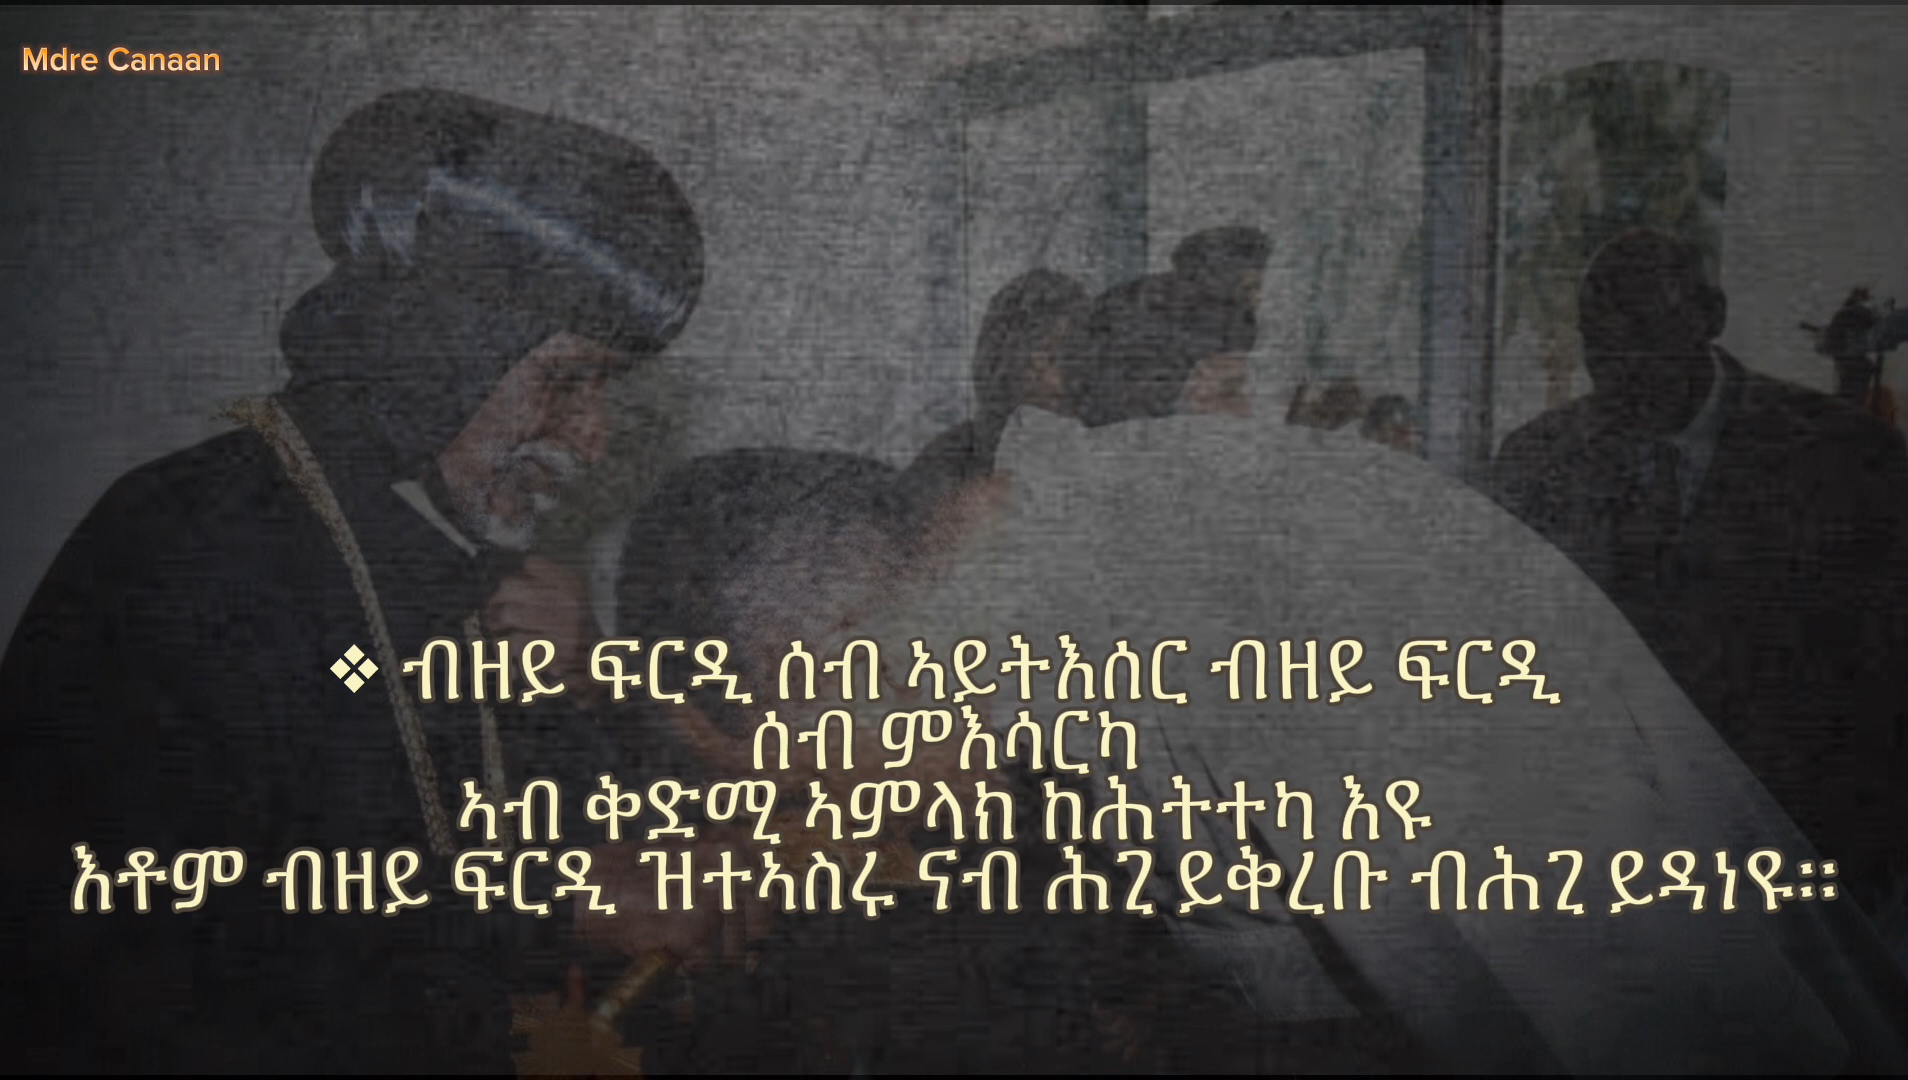 Mdre Canaan
❖ ብዘይ ፍርዲ ሰብ ኣይትእሰር ብዘይ ፍርዲ
ሰብ ምእሳርካ
ኣብ ቅድሚ ኣምላክ ከሕትተካ እዩ
እቶም ብዘይ ፍርዲ ዝተኣስሩ ናብ ሕጊ ይቅረቡ ብሕጊ ይዳነዩ፡፡